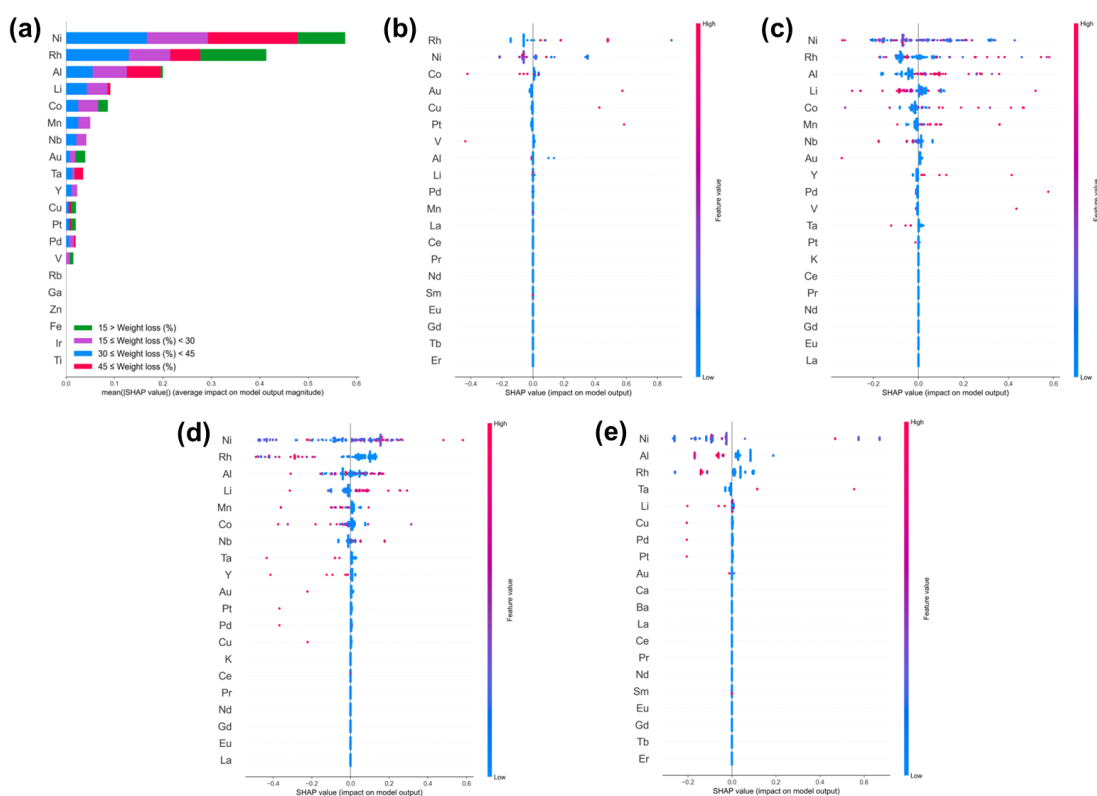 (a)
Ni
Rh
Al
Li
Co
Mn
Nb
Au
Ta
Y
Cu
Pt
Pd
V
Rb
Ga
Zn
Fe
Ir
Ti
15 > Weight loss (%)
15 ≤ Weight loss (%) < 30
30 ≤ Weight loss (%) < 45
45 ≤ Weight loss (%)
0.0 0.1 0.2 0.3 0.4 0.5 0.6
mean(|SHAP value|) (average impact on model output magnitude)
(b)
Rh
Ni
Co
Au
Cu
Pt
V
Al
Li
Pd
Mn
La
Ce
Pr
Nd
Sm
Eu
Gd
Tb
Er
−0.4 −0.2 0.0 0.2 0.4 0.6 0.8
SHAP value (impact on model output)
High
Feature value
Low
(c)
Ni
Rh
Al
Li
Co
Mn
Nb
Au
Y
Pd
V
Ta
Pt
K
Ce
Pr
Nd
Gd
Eu
La
−0.2 0.0 0.2 0.4 0.6
SHAP value (impact on model output)
High
Feature value
Low
(d)
Ni
Rh
Al
Li
Mn
Co
Nb
Ta
Y
Au
Pt
Pd
Cu
K
Ce
Pr
Nd
Gd
Eu
La
−0.4 −0.2 0.0 0.2 0.4 0.6
SHAP value (impact on model output)
High
Feature value
Low
(e)
Ni
Al
Rh
Ta
Li
Cu
Pd
Pt
Au
Ca
Ba
La
Ce
Pr
Nd
Sm
Eu
Gd
Tb
Er
−0.2 0.0 0.2 0.4 0.6
SHAP value (impact on model output)
High
Feature value
Low